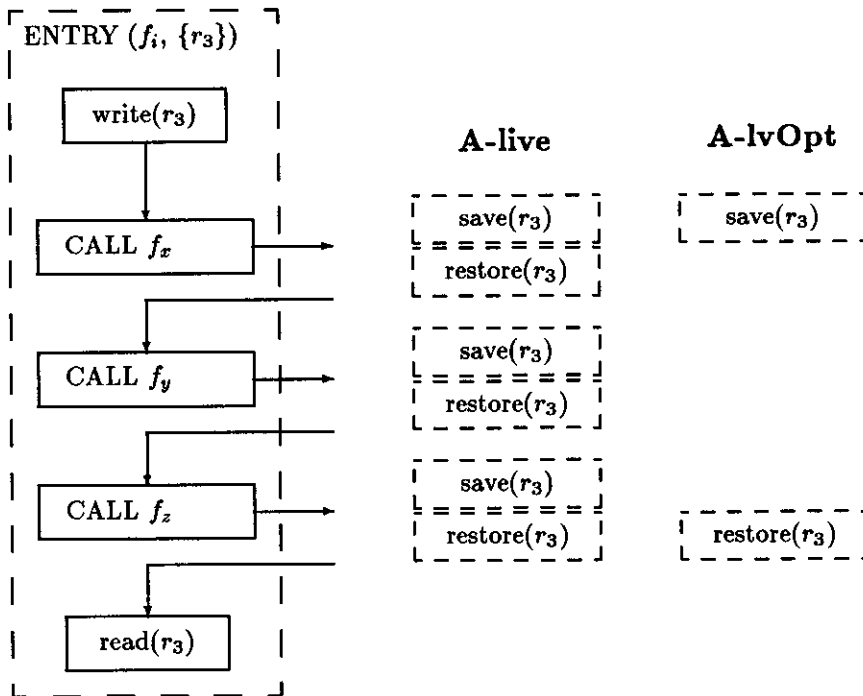 ENTRY (f_i, {r_3})
write(r_3)
A-live
A-lvOpt
save(r_3)
save(r_3)
CALL f_x
restore(r_3)
save(r_3)
CALL f_y
restore(r_3)
save(r_3)
CALL f_z
restore(r_3)
restore(r_3)
read(r_3)